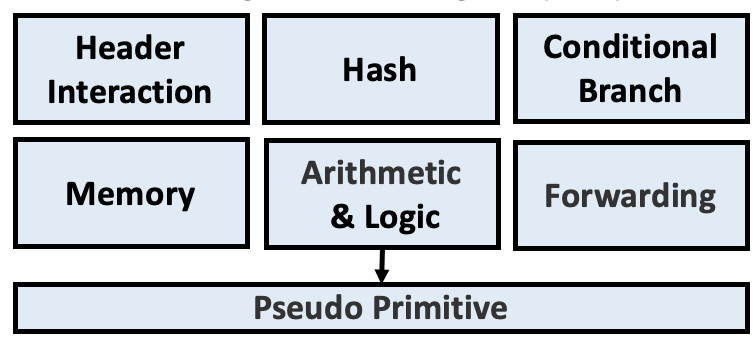 Header
Interaction
Hash
Conditional
Branch
Memory
Arithmetic
& Logic
Forwarding
Pseudo Primitive